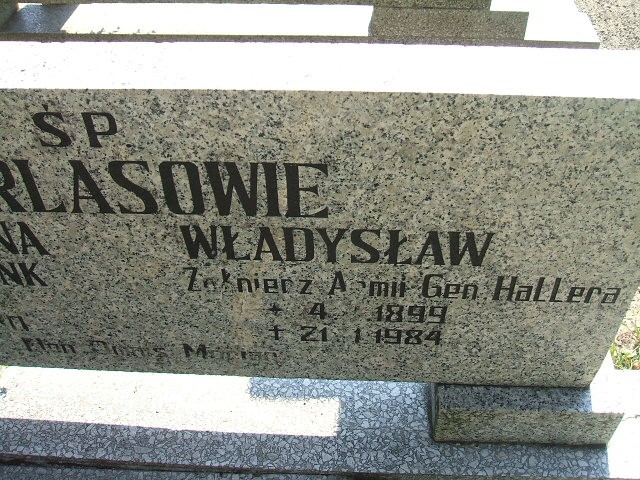 ŚP
RLASOWIE
NA WŁADYSŁAW
NK Żołnierz Armii Gen. Hallera
4 1899
+ 21 1 1984